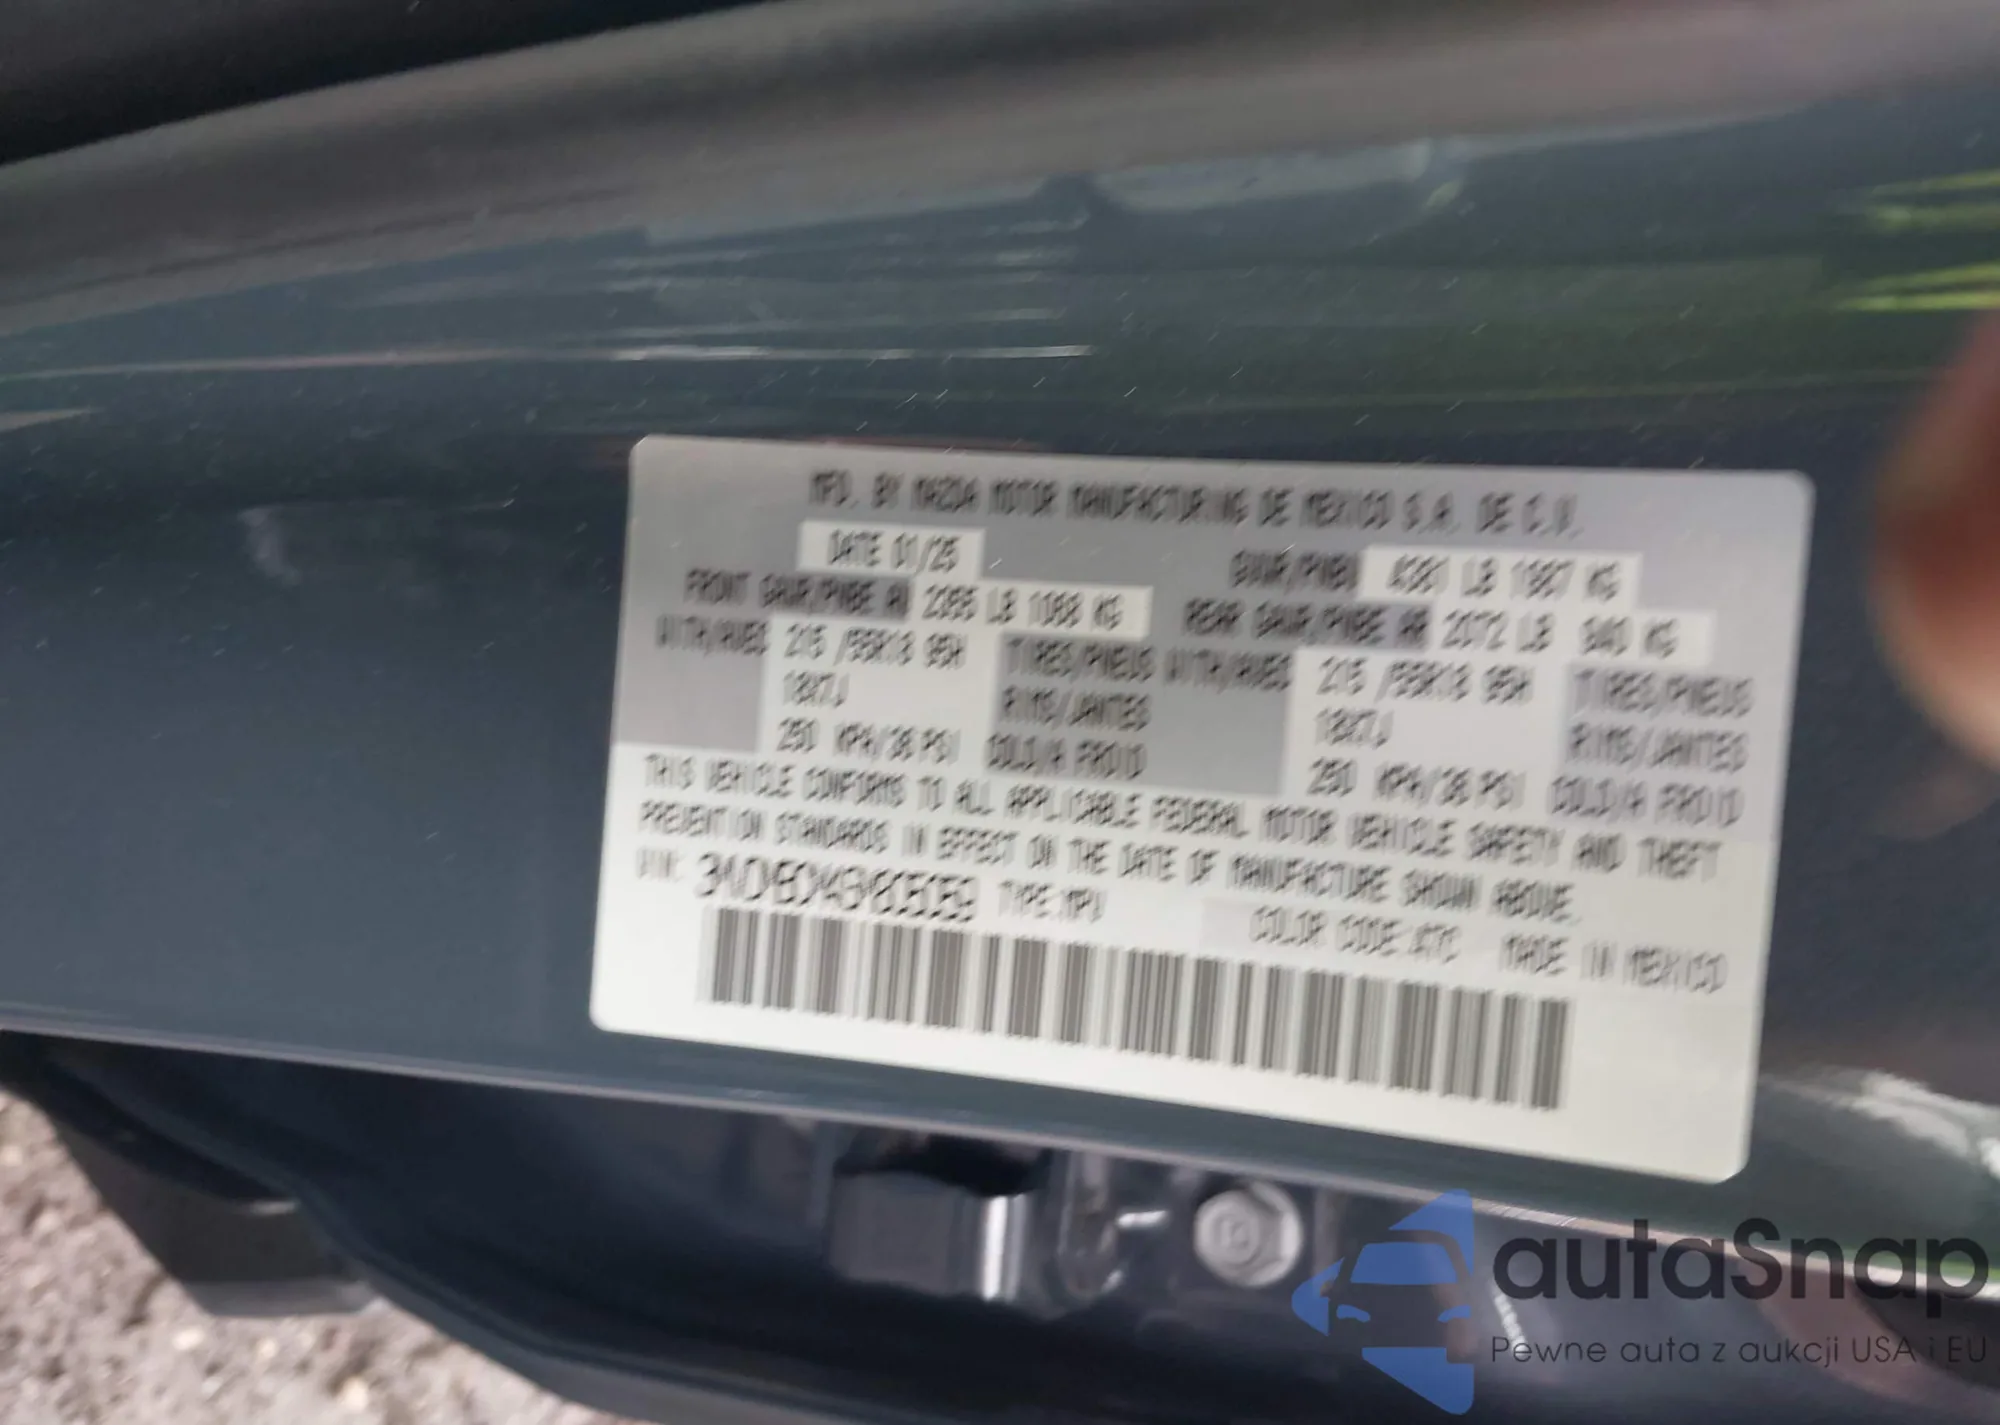 MFD. BY MAZDA MOTOR MANUFACTURING DE MEXICO S.A. DE C.V.
DATE 01/25 GVWR/PNBV LB KG
FRONT GAWR/PNBE AV LB KG REAR GAWR/PNBE AR 2072 LB 940 KG
WITH/AVEC 215 /55R18 95H TIRES/PNEUS WITH/AVEC 215 /55R18 95H TIRES/PNEUS
18X7J RIMS/JANTES 18X7J RIMS/JANTES
250 KPA/36 PSI COLD/A FROID 250 KPA/36 PSI COLD/A FROID
THIS VEHICLE CONFORMS TO ALL APPLICABLE FEDERAL MOTOR VEHICLE SAFETY AND THEFT
PREVENTION STANDARDS IN EFFECT ON THE DATE OF MANUFACTURE SHOWN ABOVE.
VIN: TYPE:MPV COLOR CODE:47C MADE IN MEXICO
autaSnap
Pewne auta z aukcji USA i EU